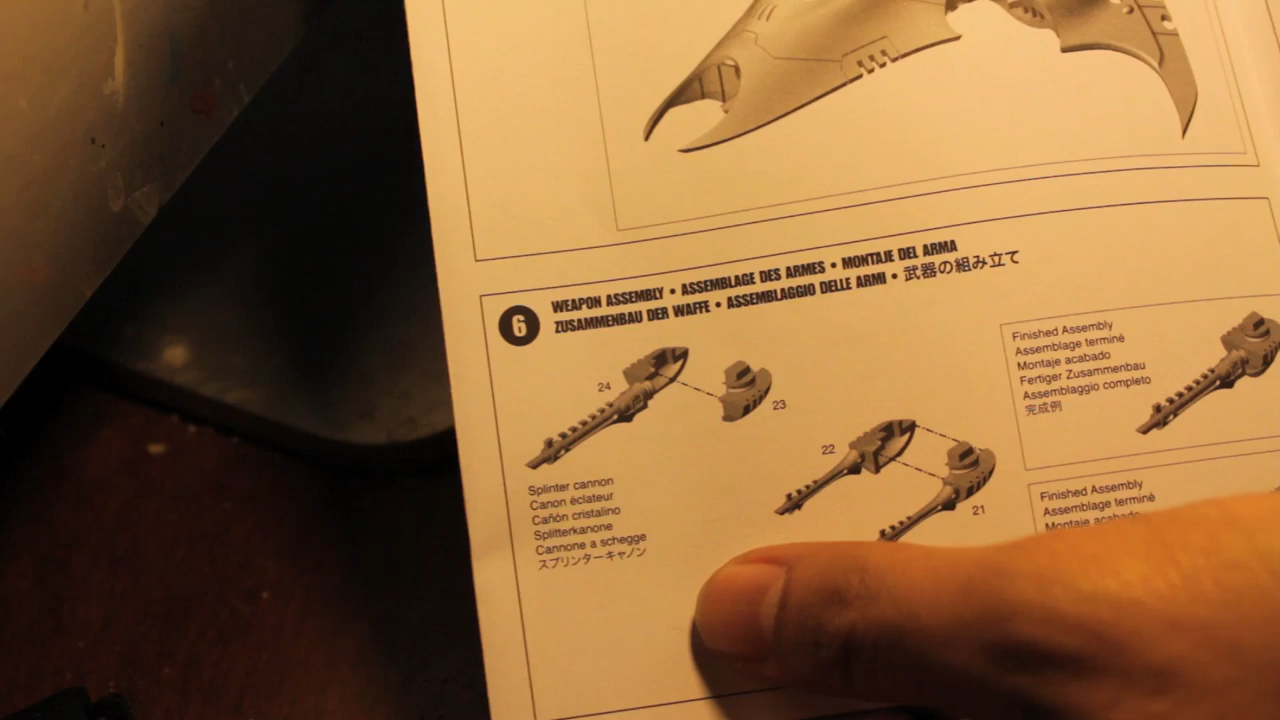 6
WEAPON ASSEMBLY • ASSEMBLAGE DES ARMES • MONTAJE DEL ARMA
ZUSAMMENBAU DER WAFFE • ASSEMBLAGGIO DELLE ARMI • 武器の組み立て
24
23
Splinter cannon
Canon éclateur
Cañón cristalino
Splitterkanone
Cannone a schegge
スプリンターキャノン
22
21
Finished Assembly
Assemblage terminé
Montaje acabado
Fertiger Zusammenbau
Assemblaggio completo
完成例
Finished Assembly
Assemblage terminé
Montaje acabado